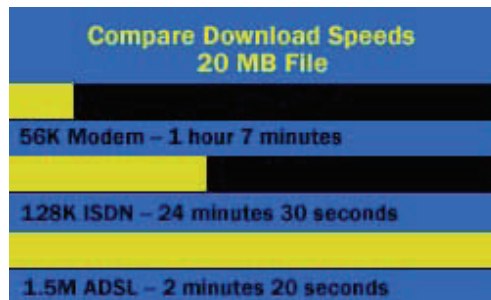 Compare Download Speeds
20 MB File
56K Modem – 1 hour 7 minutes
128K ISDN – 24 minutes 30 seconds
1.5M ADSL – 2 minutes 20 seconds